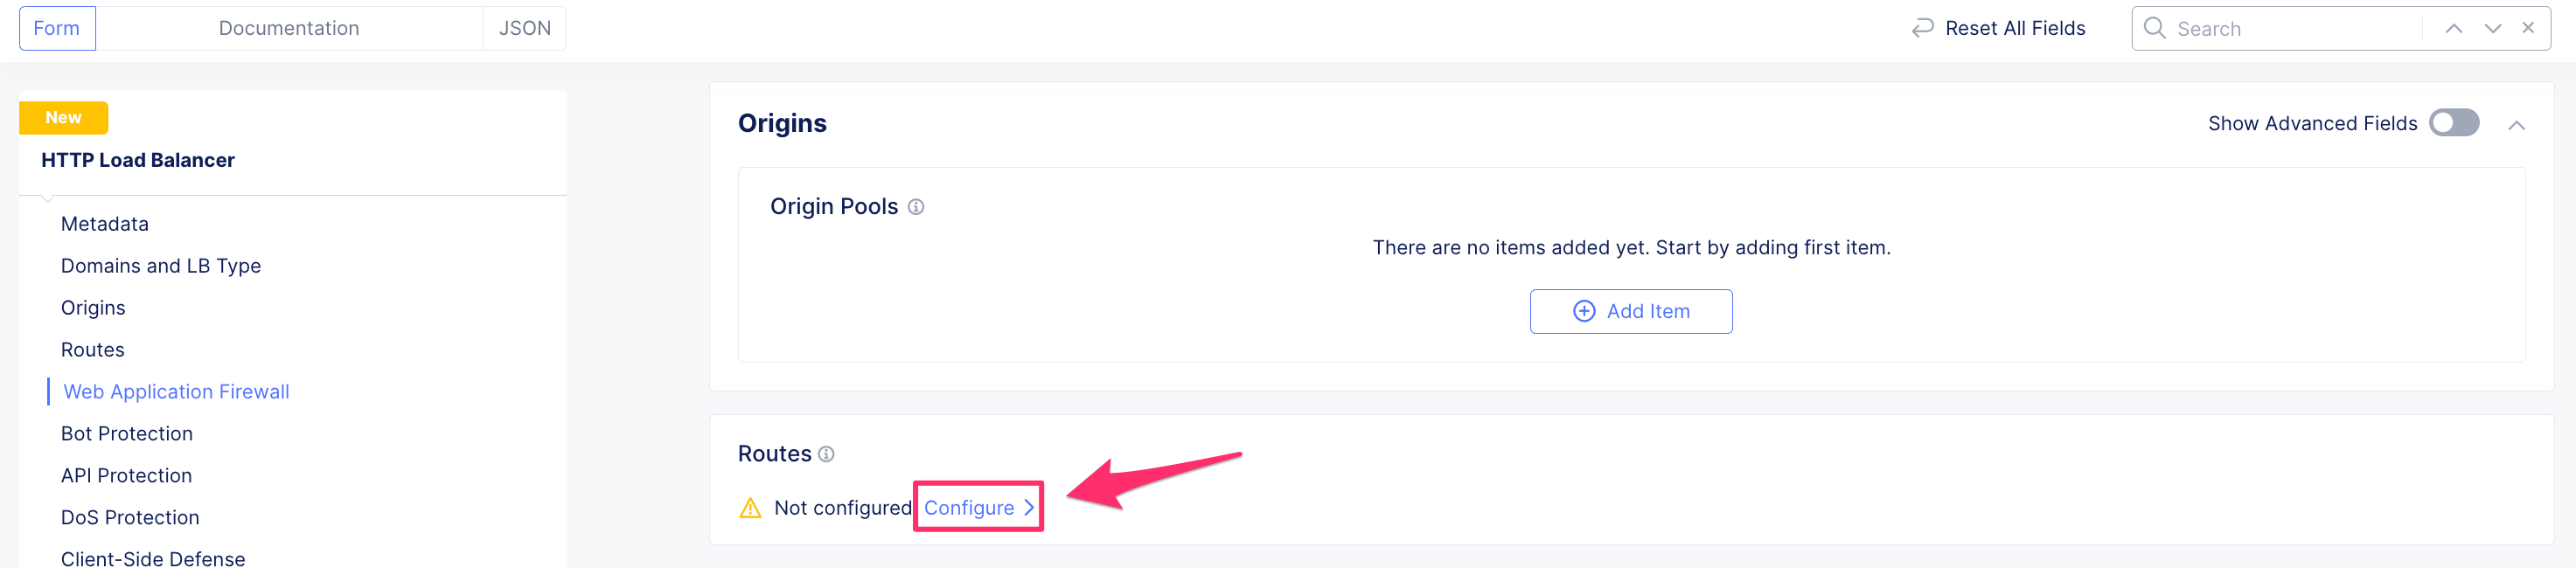 Form
Documentation
JSON
Reset All Fields
Search
New
HTTP Load Balancer
Metadata
Domains and LB Type
Origins
Routes
Web Application Firewall
Bot Protection
API Protection
DoS Protection
Client-Side Defense
Origins
Show Advanced Fields
Origin Pools
There are no items added yet. Start by adding first item.
Add Item
Routes
Not configured Configure